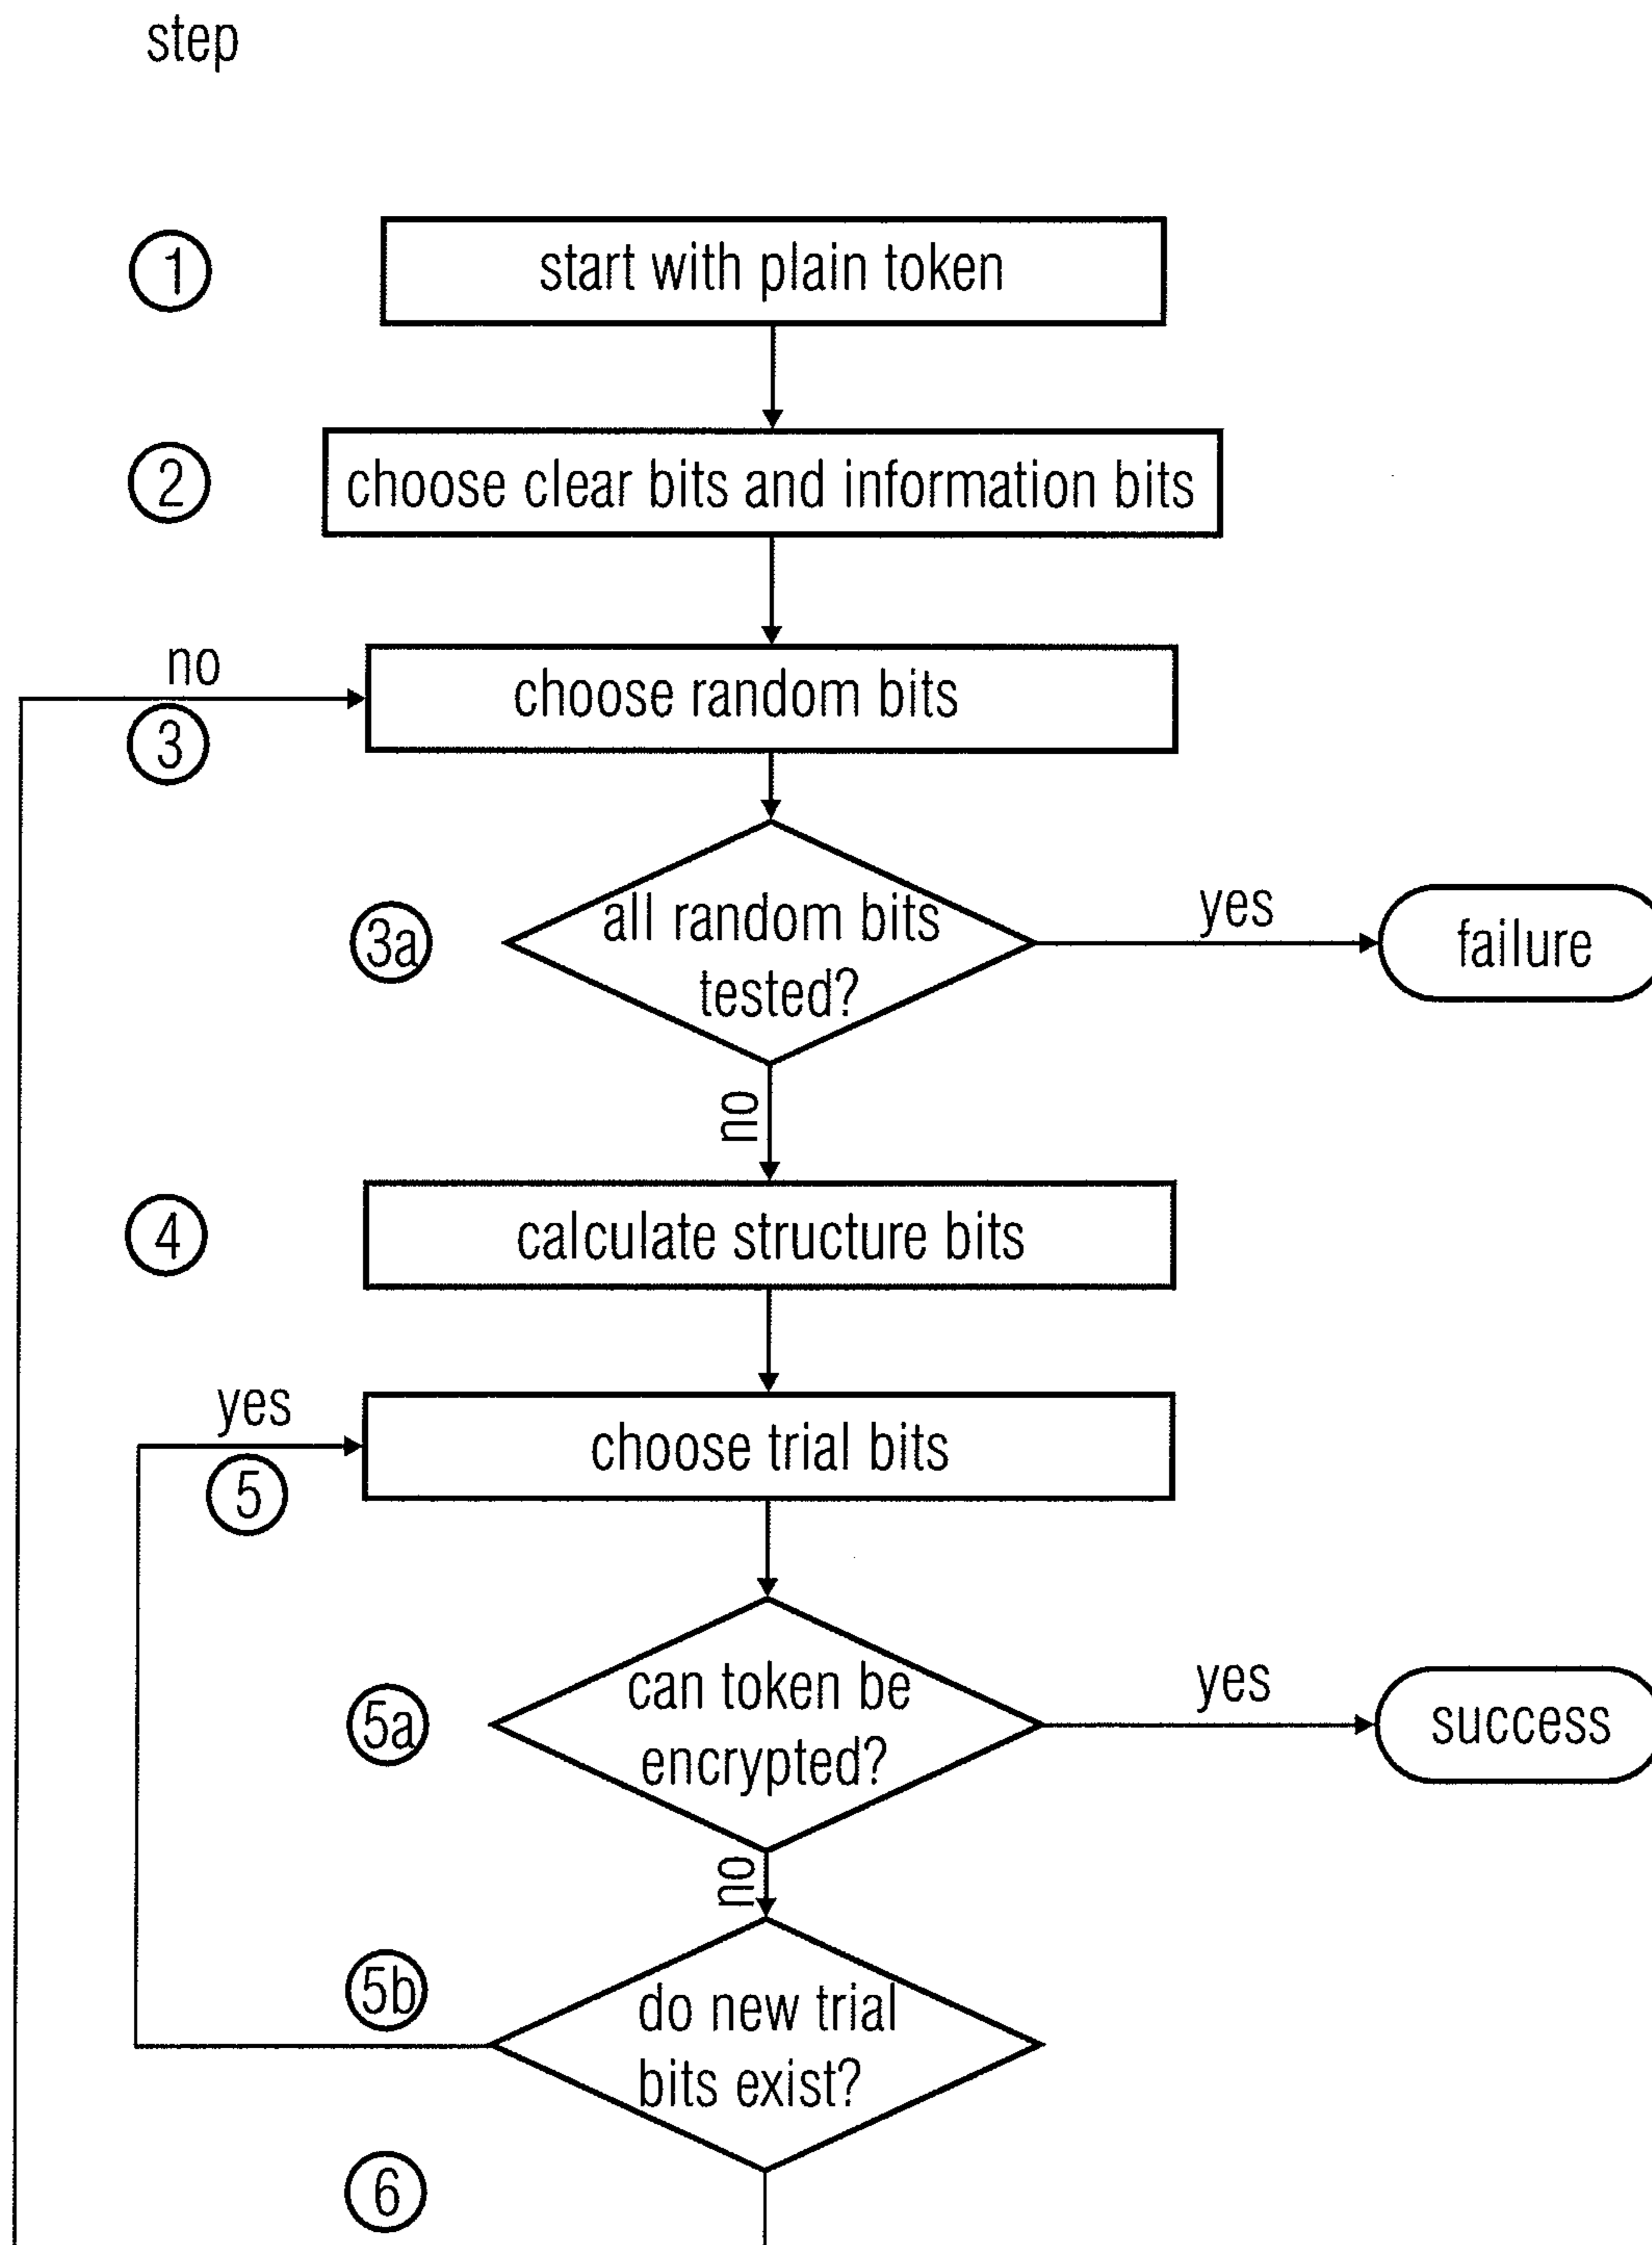 step
1
start with plain token
2
choose clear bits and information bits
no
3
choose random bits
3a
all random bits
tested?
yes
failure
no
4
calculate structure bits
yes
5
choose trial bits
5a
can token be
encrypted?
yes
success
no
5b
do new trial
bits exist?
6